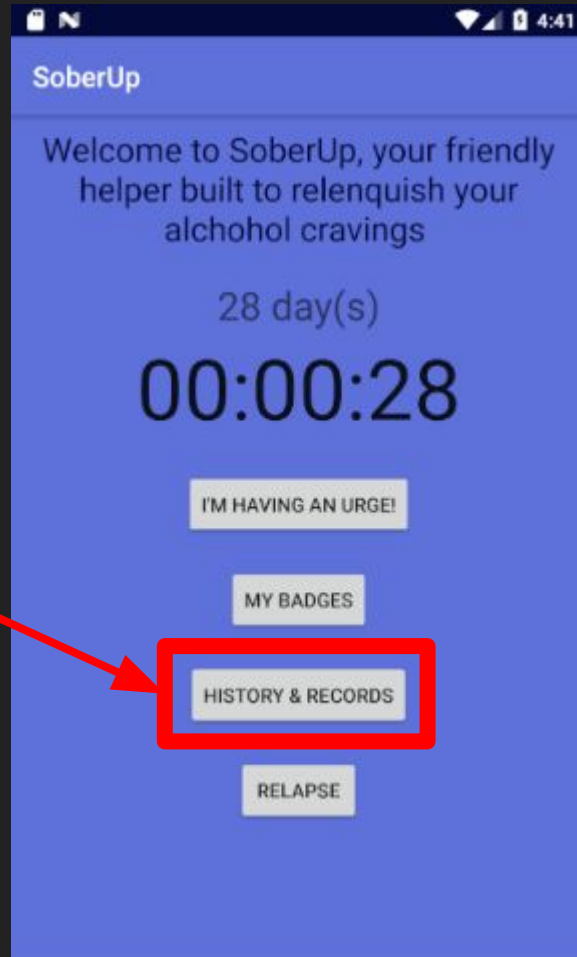 4:41
SoberUp
Welcome to SoberUp, your friendly
helper built to relenquish your
alchohol cravings
28 day(s)
00:00:28
I'M HAVING AN URGE!
MY BADGES
HISTORY & RECORDS
RELAPSE